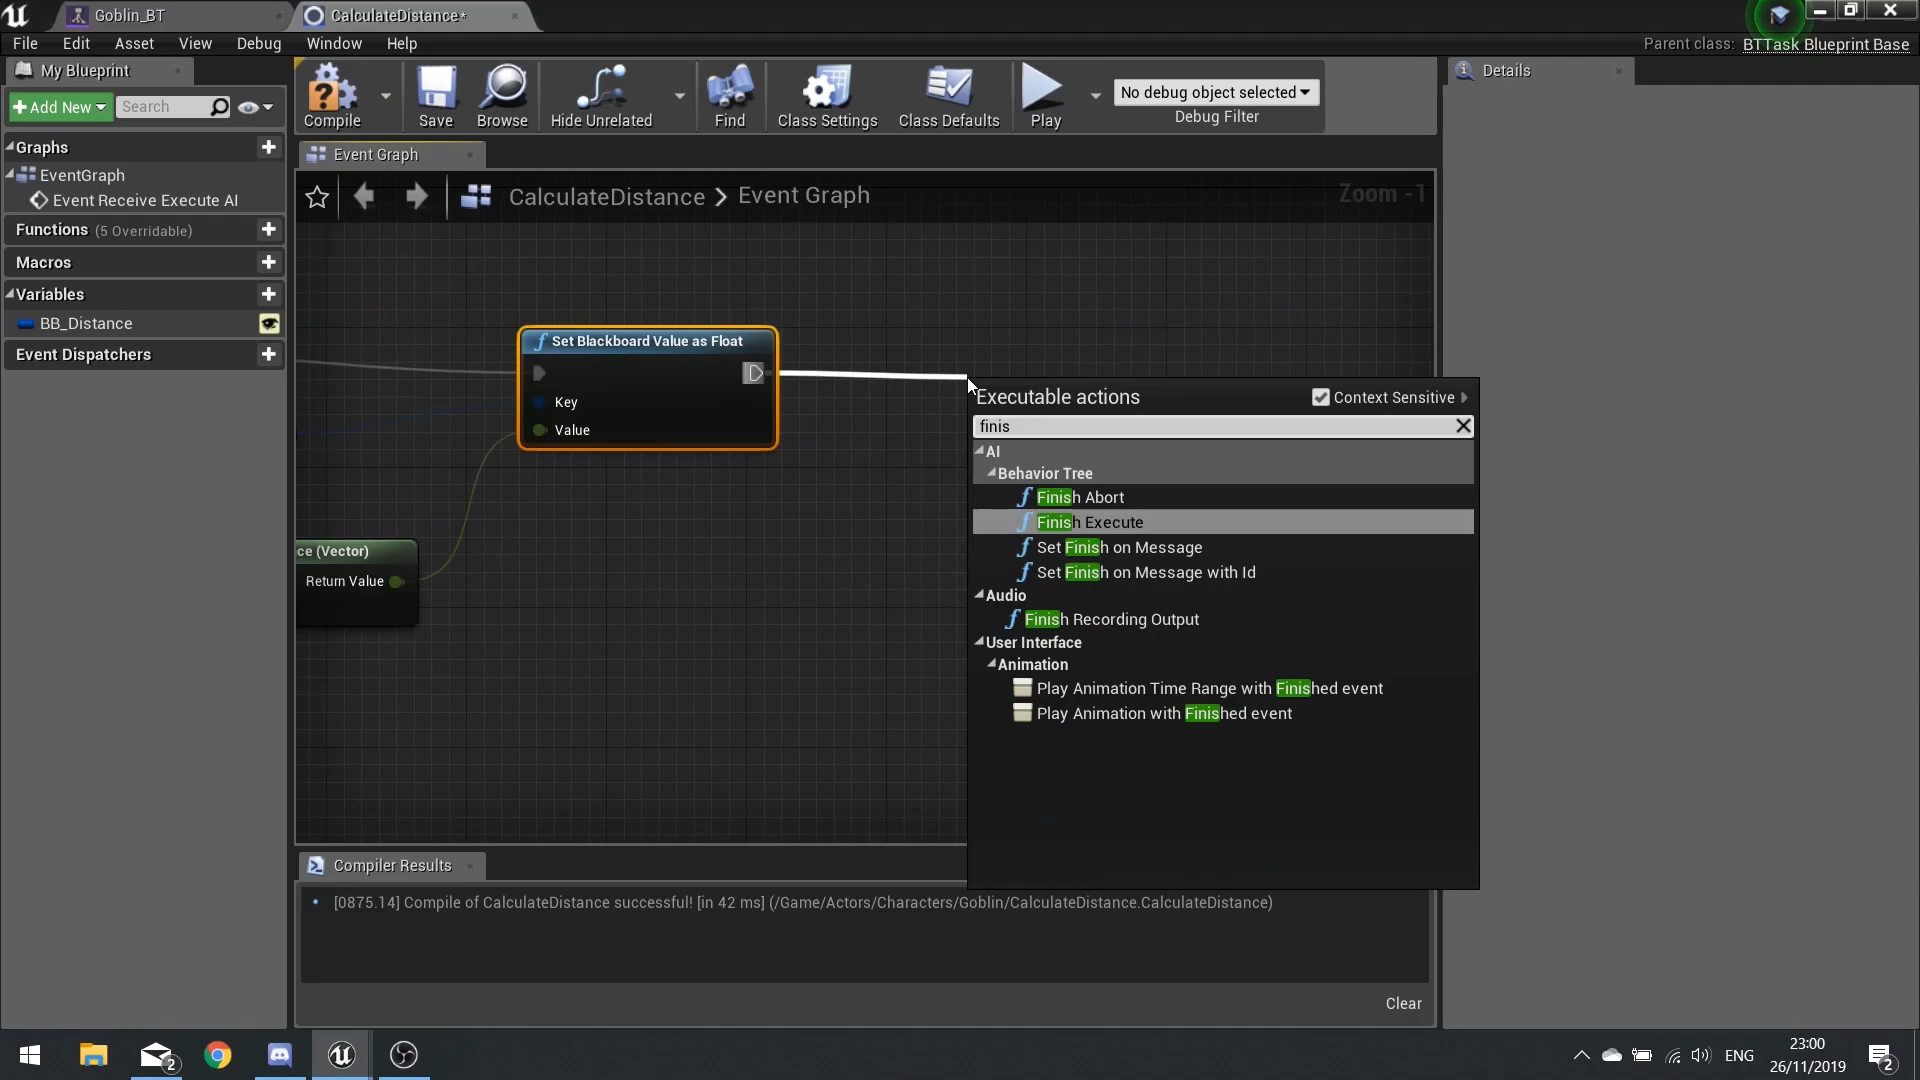 Goblin_BT
CalculateDistance*
File Edit Asset View Debug Window Help
Parent class: BTTask Blueprint Base
My Blueprint
Add New
Search
Graphs
EventGraph
Event Receive Execute AI
Functions (5 Overridable)
Macros
Variables
BB_Distance
Event Dispatchers
Compile
Save
Browse
Hide Unrelated
Find
Class Settings
Class Defaults
Play
No debug object selected
Debug Filter
Details
Event Graph
CalculateDistance > Event Graph
Zoom -1
Set Blackboard Value as Float
Key
Value
ce (Vector)
Return Value
Executable actions
Context Sensitive
finis
AI
Behavior Tree
Finish Abort
Finish Execute
Set Finish on Message
Set Finish on Message with Id
Audio
Finish Recording Output
User Interface
Animation
Play Animation Time Range with Finished event
Play Animation with Finished event
Compiler Results
[0875.14] Compile of CalculateDistance successful! [in 42 ms] (/Game/Actors/Characters/Goblin/CalculateDistance.CalculateDistance)
Clear
2
ENG
23:00
26/11/2019
2